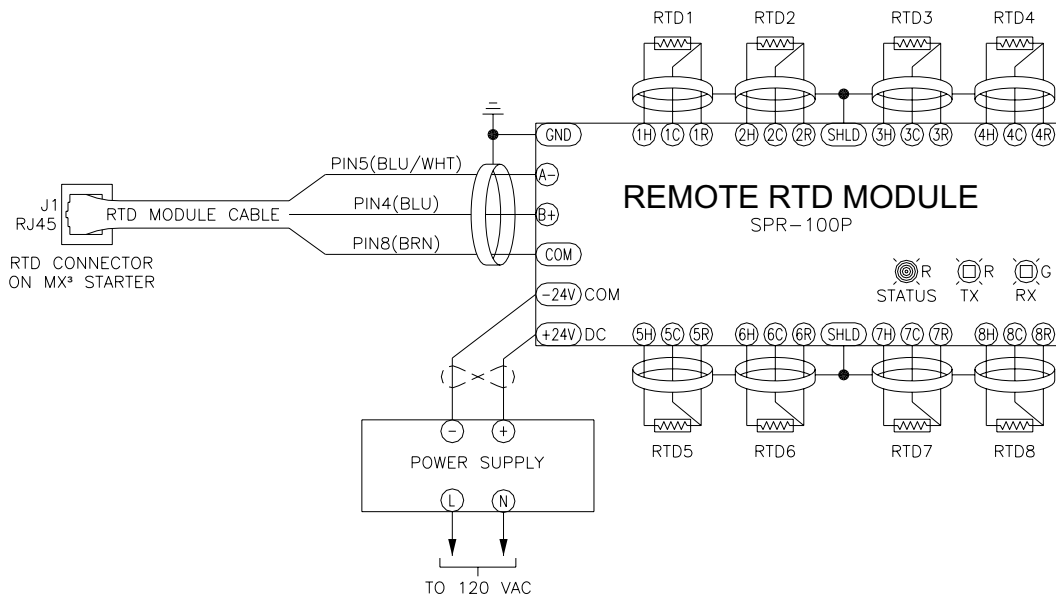 RTD1 RTD2 RTD3 RTD4
GND 1H 1C 1R 2H 2C 2R SHLD 3H 3C 3R 4H 4C 4R
PIN5(BLU/WHT) A-
J1
RJ45
RTD MODULE CABLE
PIN4(BLU) B+
PIN8(BRN) COM
RTD CONNECTOR
ON MX³ STARTER
REMOTE RTD MODULE
SPR-100P
R R G
STATUS TX RX
-24V COM
+24V DC 5H 5C 5R 6H 6C 6R SHLD 7H 7C 7R 8H 8C 8R
RTD5 RTD6 RTD7 RTD8
- +
POWER SUPPLY
L N
TO 120 VAC